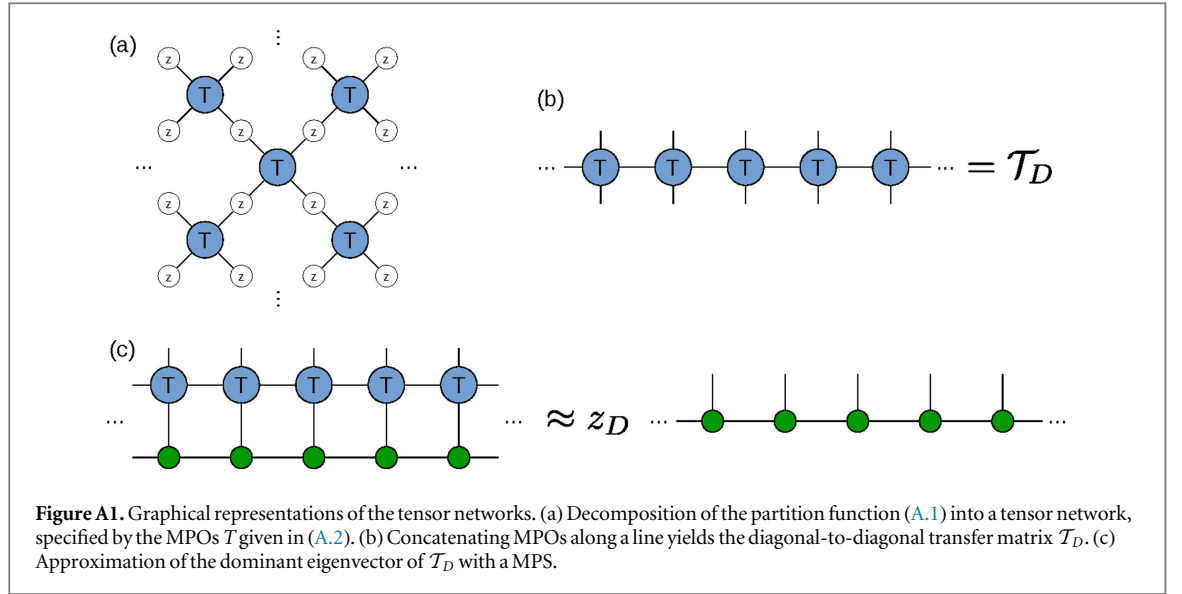 (a)
⋮
z z z z
T T
z z z z
... T ...
z z z z
T T
z z z z
⋮
(b)
... T T T T T ... = 𝒯_D
(c)
T T T T T
... ... ≈ z_D ... ...
Figure A1. Graphical representations of the tensor networks. (a) Decomposition of the partition function (A.1) into a tensor network,
specified by the MPOs T given in (A.2). (b) Concatenating MPOs along a line yields the diagonal-to-diagonal transfer matrix 𝒯_D. (c)
Approximation of the dominant eigenvector of 𝒯_D with a MPS.